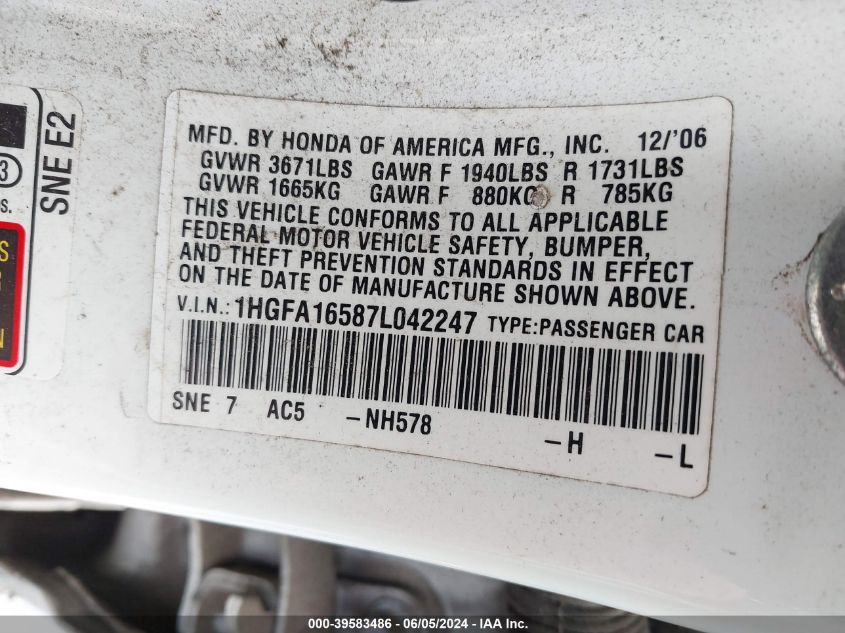 SNE E2
3
S.
S
MFD. BY HONDA OF AMERICA MFG., INC. 12/'06
GVWR 3671LBS GAWR F 1940LBS R 1731LBS
GVWR 1665KG GAWR F 880KG R 785KG
THIS VEHICLE CONFORMS TO ALL APPLICABLE
FEDERAL MOTOR VEHICLE SAFETY, BUMPER,
AND THEFT PREVENTION STANDARDS IN EFFECT
ON THE DATE OF MANUFACTURE SHOWN ABOVE.
V.I.N.: 1HGFA16587L042247 TYPE:PASSENGER CAR
SNE 7 AC5 -NH578 -H -L
000-39583486 - 06/05/2024 - IAA Inc.